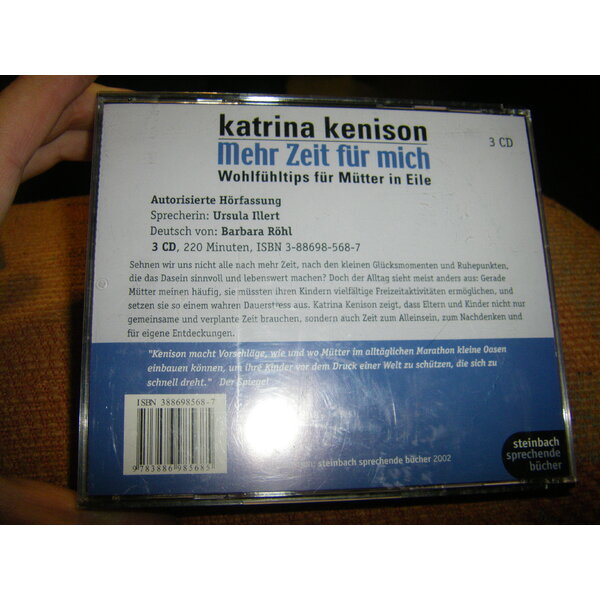 katrina kenison
3 CD
Mehr Zeit für mich
Wohlfühltips für Mütter in Eile
Autorisierte Hörfassung
Sprecherin: Ursula Illert
Deutsch von: Barbara Röhl
3 CD, 220 Minuten, ISBN 3-88698-568-7
Sehnen wir uns nicht alle nach mehr Zeit, nach den kleinen Glücksmomenten und Ruhepunkten,
die das Dasein sinnvoll und lebenswert machen? Doch der Alltag sieht meist anders aus: Gerade
Mütter meinen häufig, sie müssten ihren Kindern vielfältige Freizeitaktivitäten ermöglichen, und
setzen sie so einem wahren Dauerstress aus. Katrina Kenison zeigt, dass Eltern und Kinder nicht nur
gemeinsame und verplante Zeit brauchen, sondern auch Zeit zum Alleinsein, zum Nachdenken und
für eigene Entdeckungen.
"Kenison macht Vorschläge, wie und wo Mütter im alltäglichen Marathon kleine Oasen
einbauen können, um ihre Kinder vor dem Druck einer Welt zu schützen, die sich zu
schnell dreht." Der Spiegel
ISBN 388698568-7
9 783886 985685
steinbach sprechende bücher 2002
steinbach
sprechende
bücher